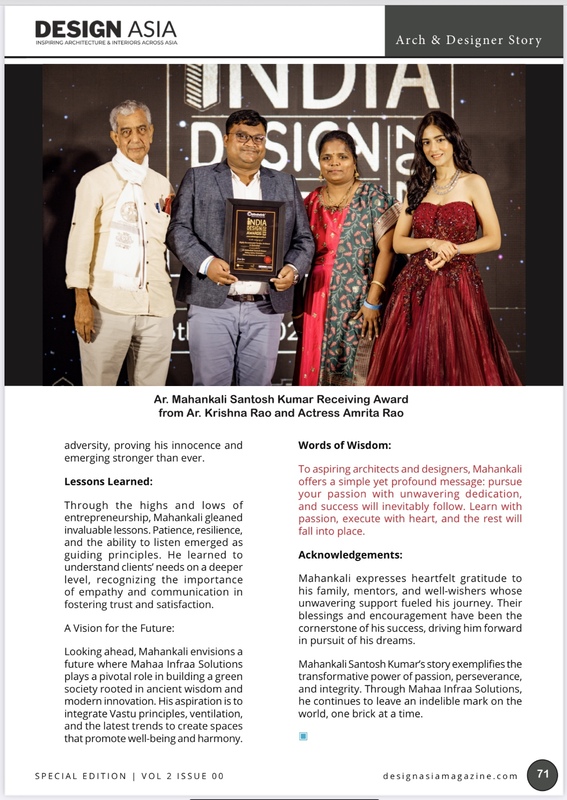 DESIGN ASIA
INSPIRING ARCHITECTURE & INTERIORS ACROSS ASIA
Arch & Designer Story
INDIA
DESIGN
INDIA
DESIGN
AWARDS
Ar. Mahankali Santosh Kumar Receiving Award
from Ar. Krishna Rao and Actress Amrita Rao
adversity, proving his innocence and
emerging stronger than ever.
Lessons Learned:
Through the highs and lows of
entrepreneurship, Mahankali gleaned
invaluable lessons. Patience, resilience,
and the ability to listen emerged as
guiding principles. He learned to
understand clients' needs on a deeper
level, recognizing the importance
of empathy and communication in
fostering trust and satisfaction.
A Vision for the Future:
Looking ahead, Mahankali envisions a
future where Mahaa Infraa Solutions
plays a pivotal role in building a green
society rooted in ancient wisdom and
modern innovation. His aspiration is to
integrate Vastu principles, ventilation,
and the latest trends to create spaces
that promote well-being and harmony.
Words of Wisdom:
To aspiring architects and designers, Mahankali
offers a simple yet profound message: pursue
your passion with unwavering dedication,
and success will inevitably follow. Learn with
passion, execute with heart, and the rest will
fall into place.
Acknowledgements:
Mahankali expresses heartfelt gratitude to
his family, mentors, and well-wishers whose
unwavering support fueled his journey. Their
blessings and encouragement have been the
cornerstone of his success, driving him forward
in pursuit of his dreams.
Mahankali Santosh Kumar's story exemplifies the
transformative power of passion, perseverance,
and integrity. Through Mahaa Infraa Solutions,
he continues to leave an indelible mark on the
world, one brick at a time.
SPECIAL EDITION | VOL 2 ISSUE 00
designasiamagazine.com
71